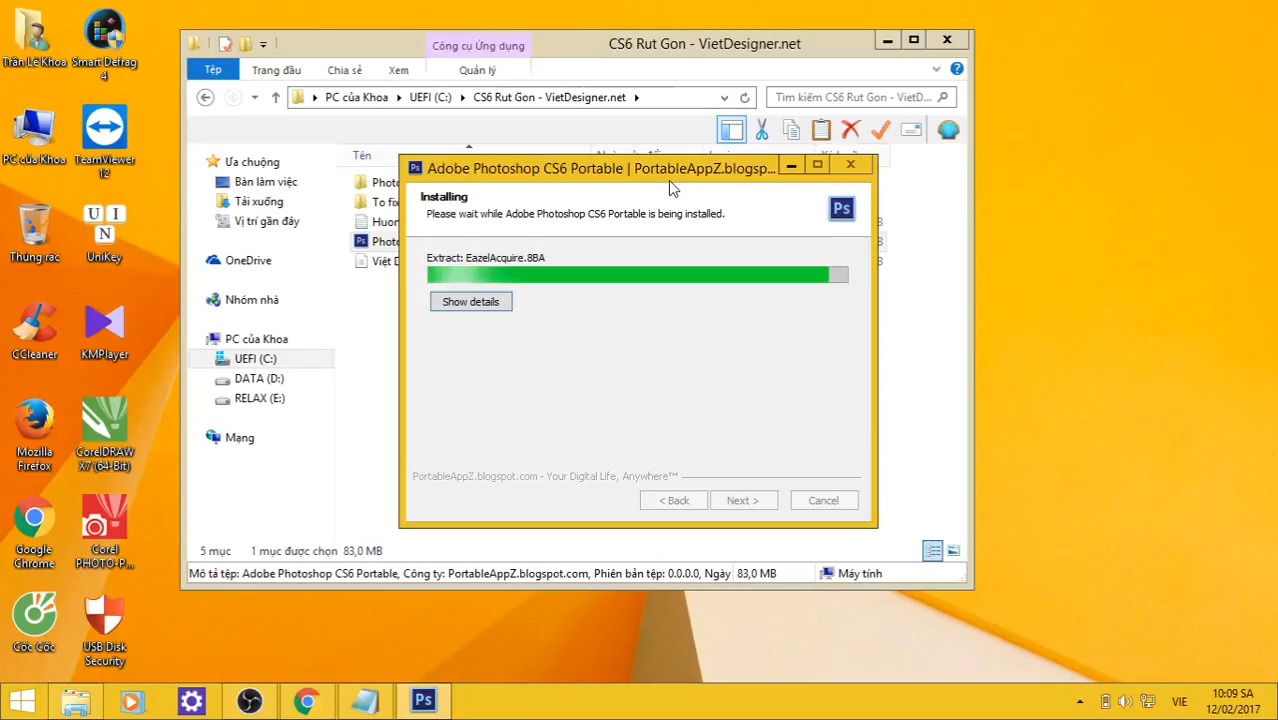 Trần Lê Khoa
Smart Defrag 4
PC của Khoa
TeamViewer 12
Thùng rác
UNI
UniKey
CCleaner
KMPlayer
Mozilla Firefox
CorelDRAW X7 (64-Bit)
Google Chrome
Corel PHOTO-P...
Cốc Cốc
USB Disk Security
Công cụ Ứng dụng
CS6 Rut Gon - VietDesigner.net
Tệp
Trang đầu
Chia sẻ
Xem
Quản lý
PC của Khoa
UEFI (C:)
CS6 Rut Gon - VietDesigner.net
Tìm kiếm CS6 Rut Gon - VietD...
Tên
Ưa chuộng
Bàn làm việc
Tải xuống
Vị trí gần đây
OneDrive
Nhóm nhà
PC của Khoa
UEFI (C:)
DATA (D:)
RELAX (E:)
Mạng
Photo
To fix
Huon
Photo
Việt D
Adobe Photoshop CS6 Portable | PortableAppZ.blogsp...
Installing
Please wait while Adobe Photoshop CS6 Portable is being installed.
Ps
Extract: EazelAcquire.8BA
Show details
PortableAppZ.blogspot.com - Your Digital Life, Anywhere™
< Back
Next >
Cancel
5 mục
1 mục được chọn 83,0 MB
Mô tả tệp: Adobe Photoshop CS6 Portable, Công ty: PortableAppZ.blogspot.com, Phiên bản tệp: 0.0.0.0, Ngày
83,0 MB
Máy tính
Ps
VIE
10:09 SA
12/02/2017